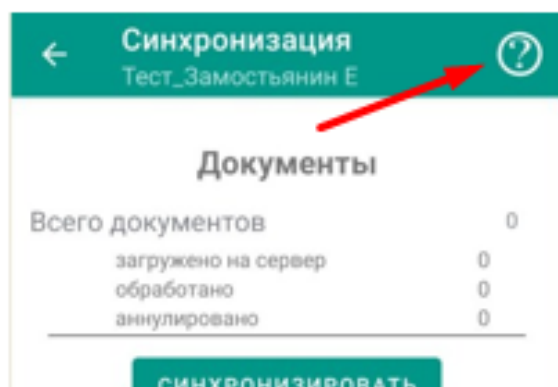 Синхронизация
Тест_Замостьянин Е
Документы
Всего документов 0
загружено на сервер 0
обработано 0
аннулировано 0
СИНХРОНИЗИРОВАТЬ